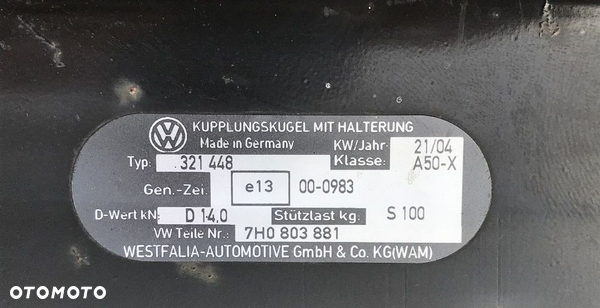 KUPPLUNGSKUGEL MIT HALTERUNG
Made in Germany KW/Jahr: 21/04
Typ: 321 448 Klasse: A50-X
Gen.-Zei. e13 00-0983
D-Wert kN: D 14.0 Stützlast kg: S 100
VW Teile Nr.: 7H0 803 881
WESTFALIA-AUTOMOTIVE GmbH & Co. KG(WAM)
OTOMOTO
OTOMOTO